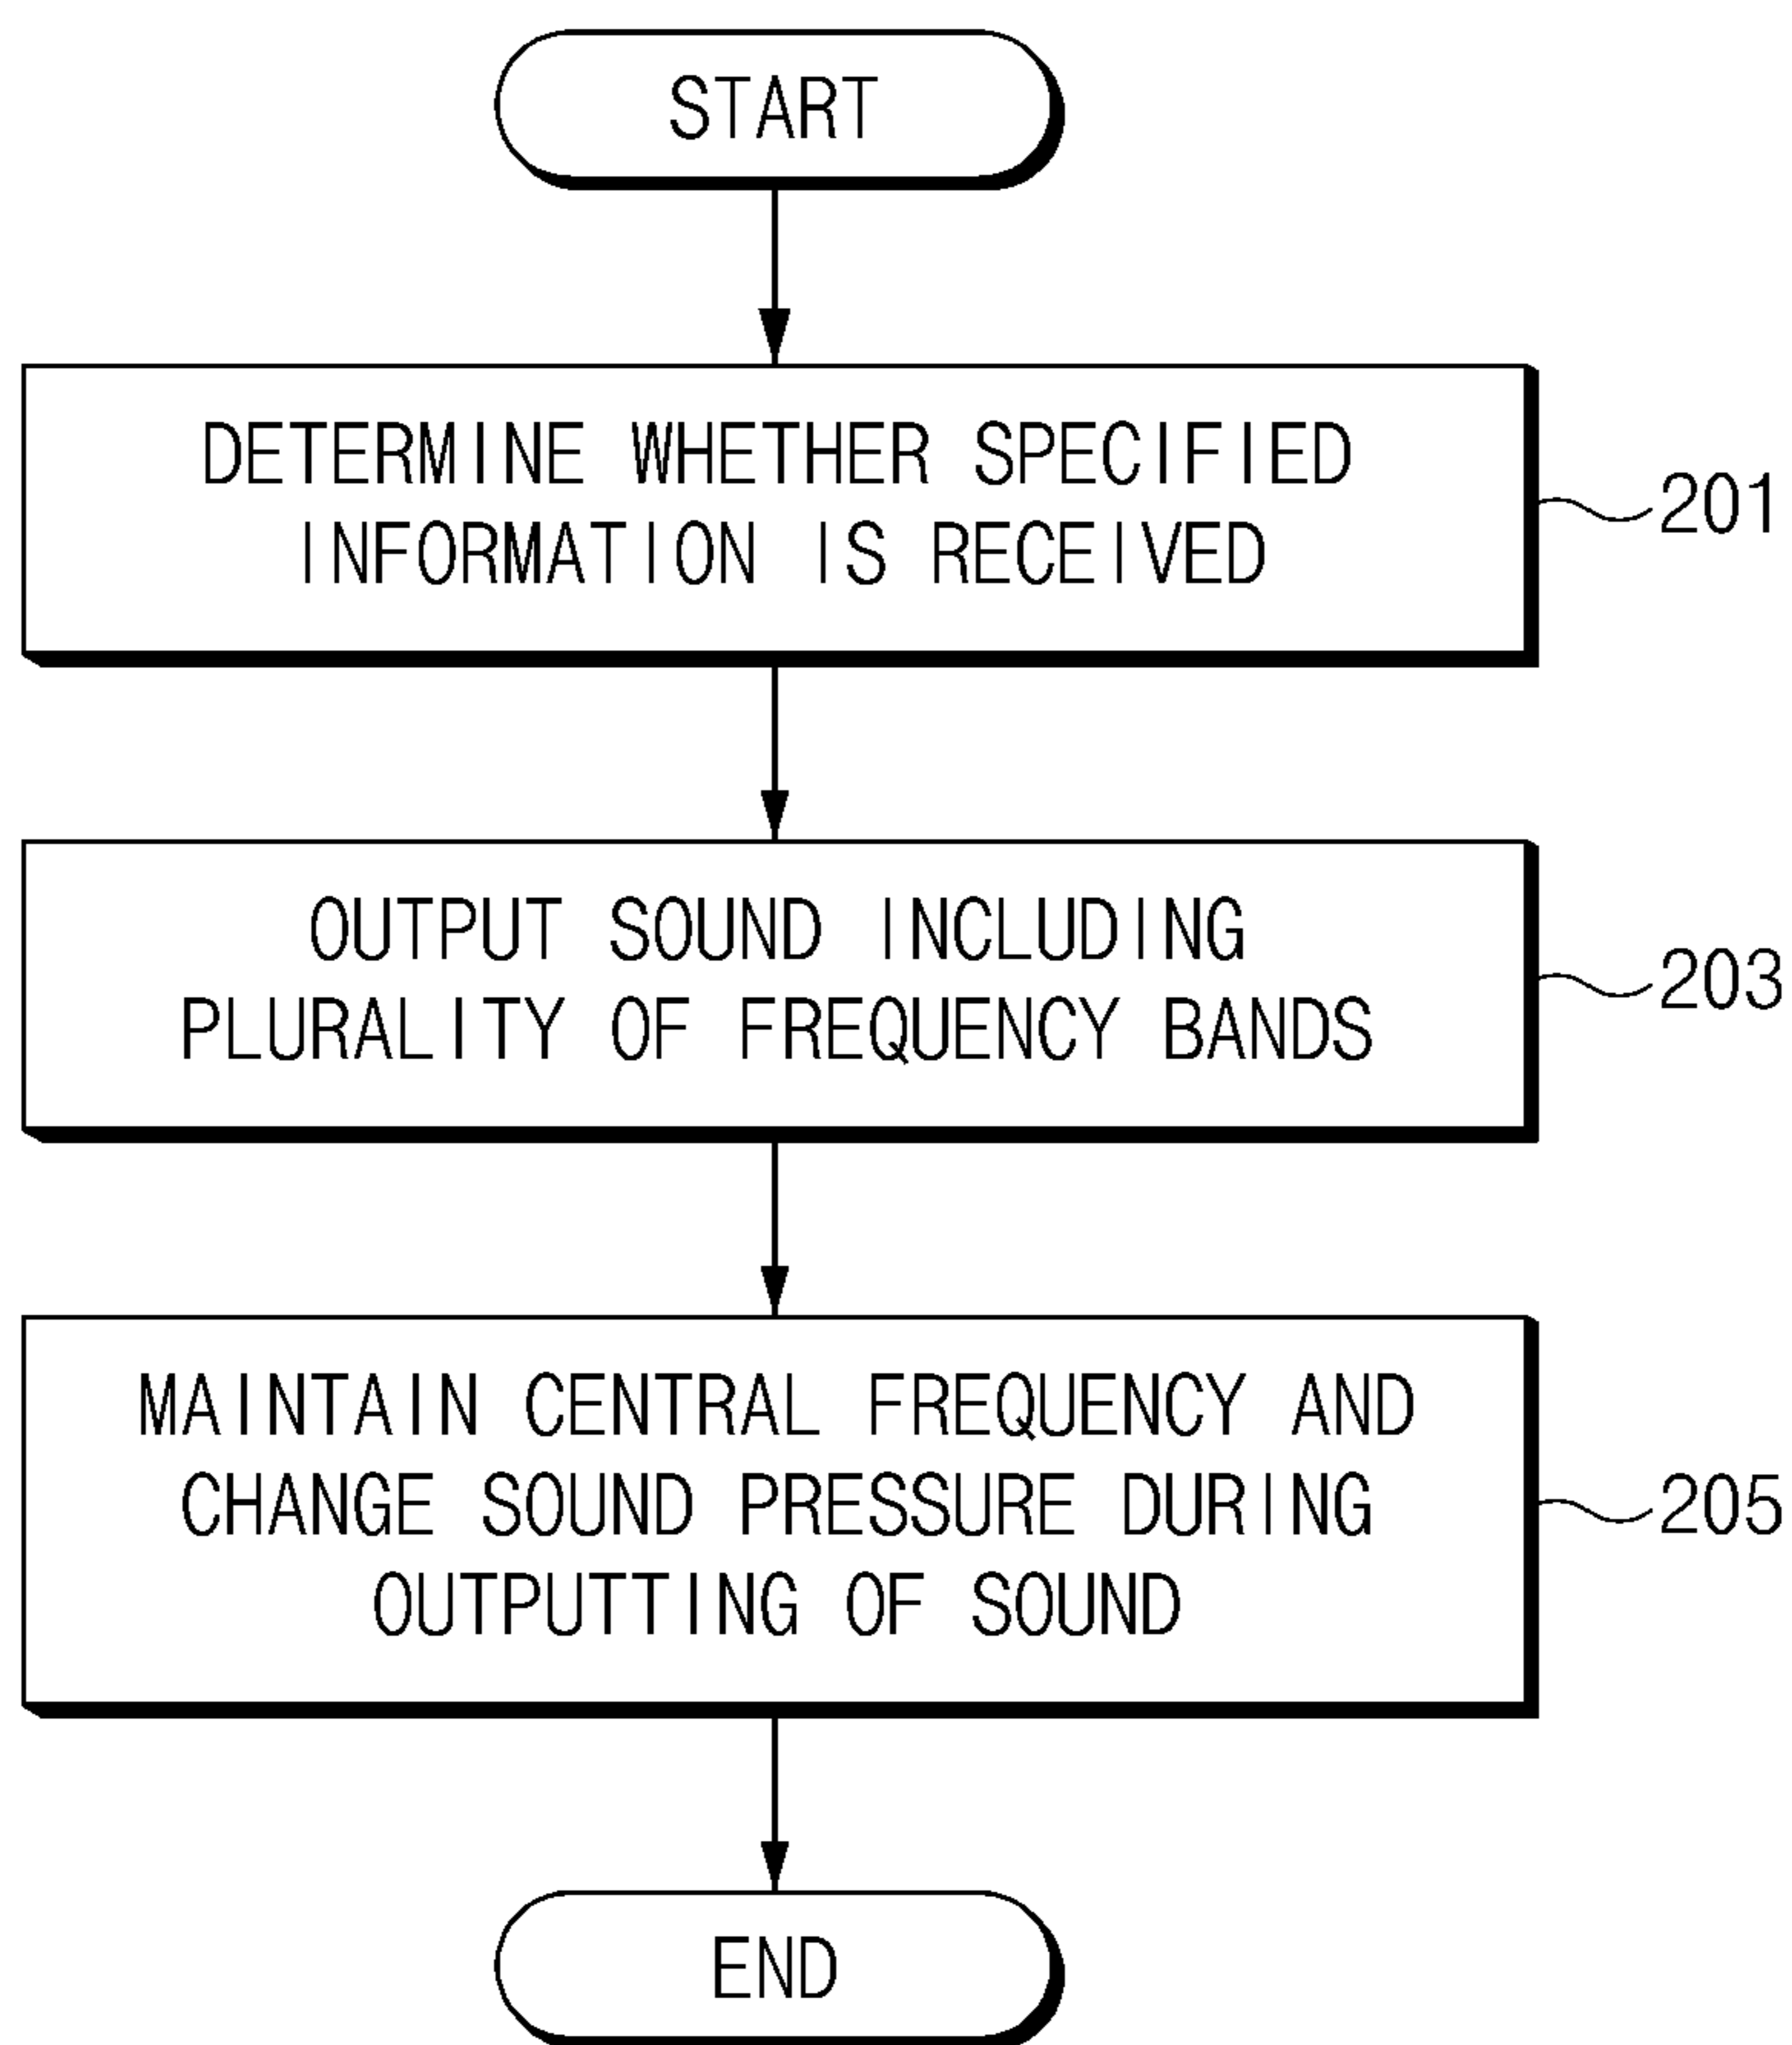 START
DETERMINE WHETHER SPECIFIED
INFORMATION IS RECEIVED
201
OUTPUT SOUND INCLUDING
PLURALITY OF FREQUENCY BANDS
203
MAINTAIN CENTRAL FREQUENCY AND
CHANGE SOUND PRESSURE DURING
OUTPUTTING OF SOUND
205
END